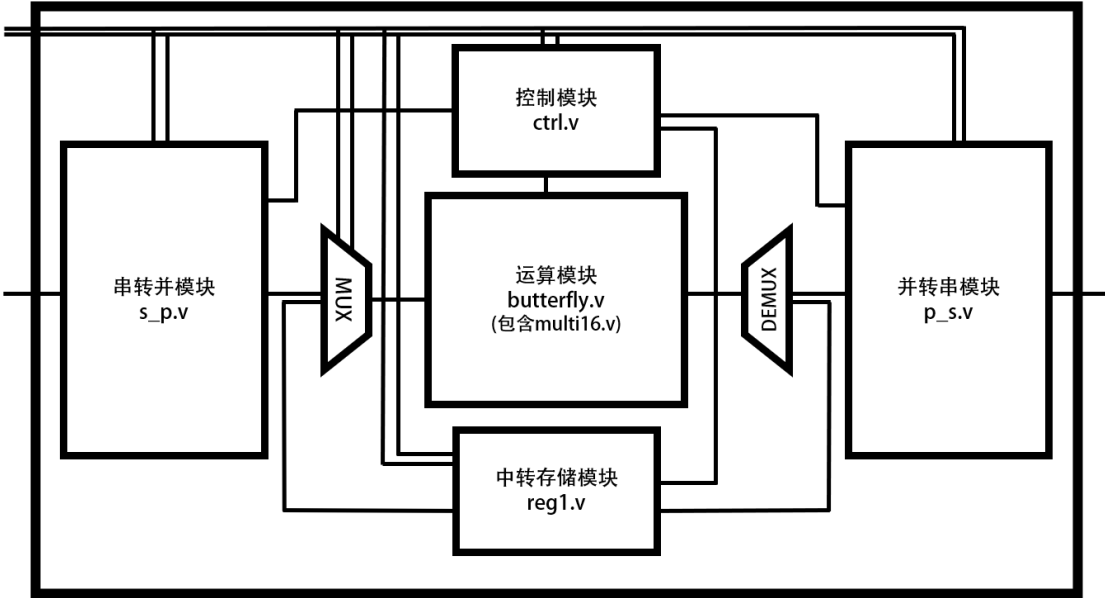 控制模块
ctrl.v
串转并模块
s_p.v
MUX
运算模块
butterfly.v
(包含multi16.v)
DEMUX
并转串模块
p_s.v
中转存储模块
reg1.v